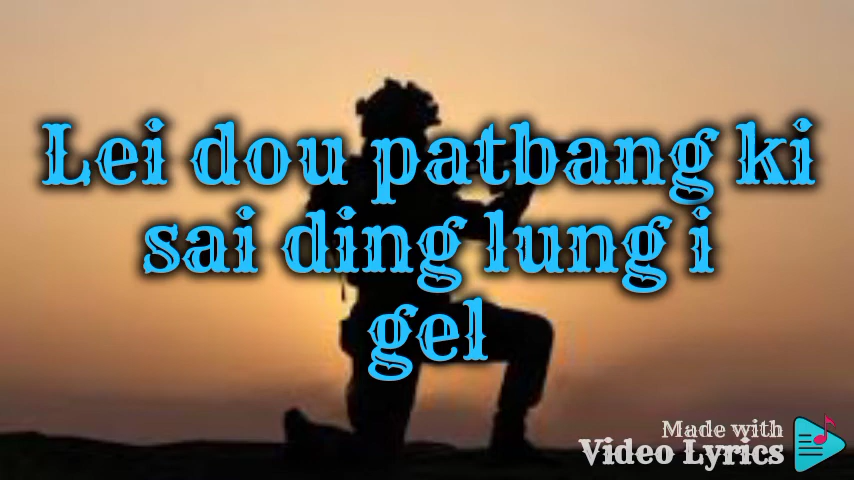 Lei dou patbang ki
sai ding lung i
gel
Made with
Video Lyrics